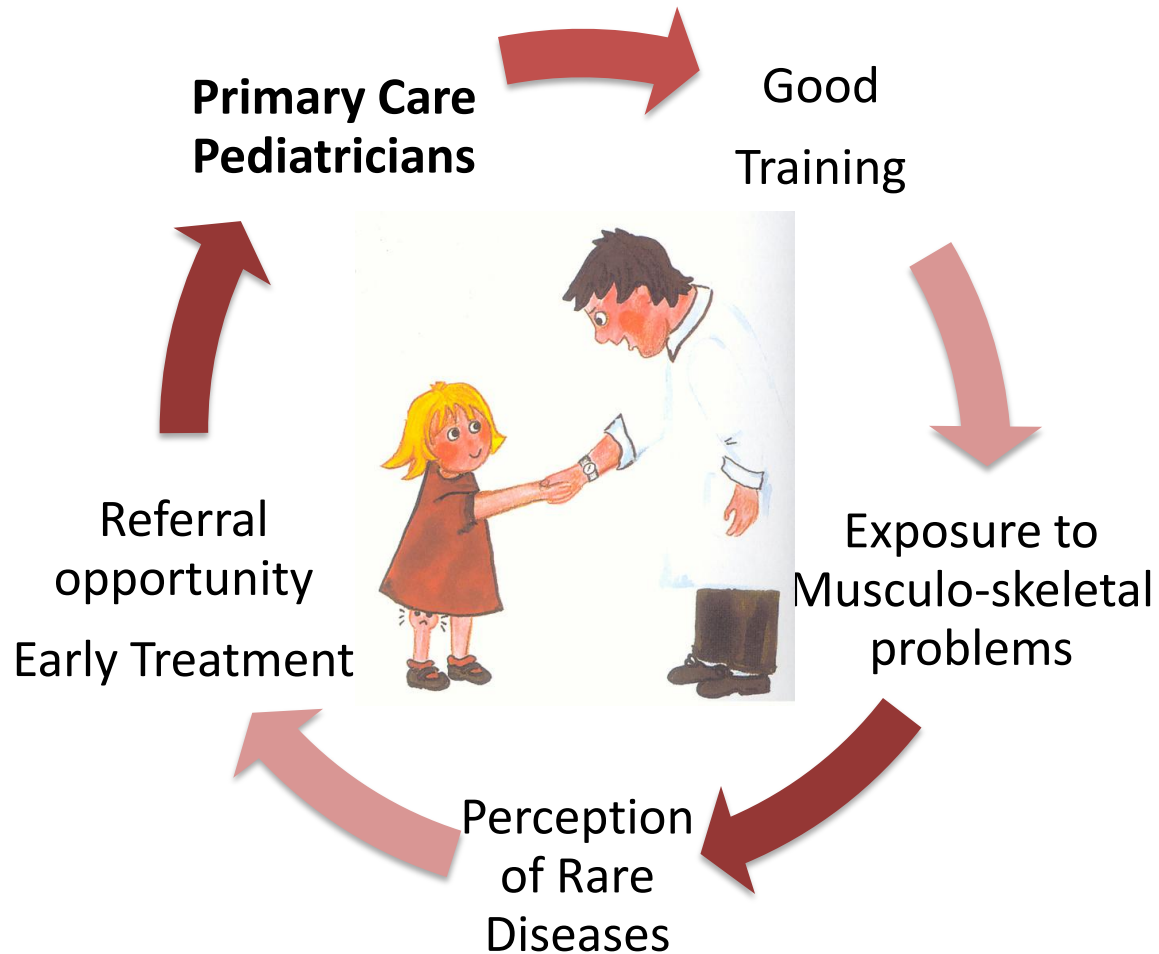 Primary Care
Pediatricians
Good
Training
Exposure to
Musculo-skeletal
problems
Perception
of Rare
Diseases
Referral
opportunity
Early Treatment